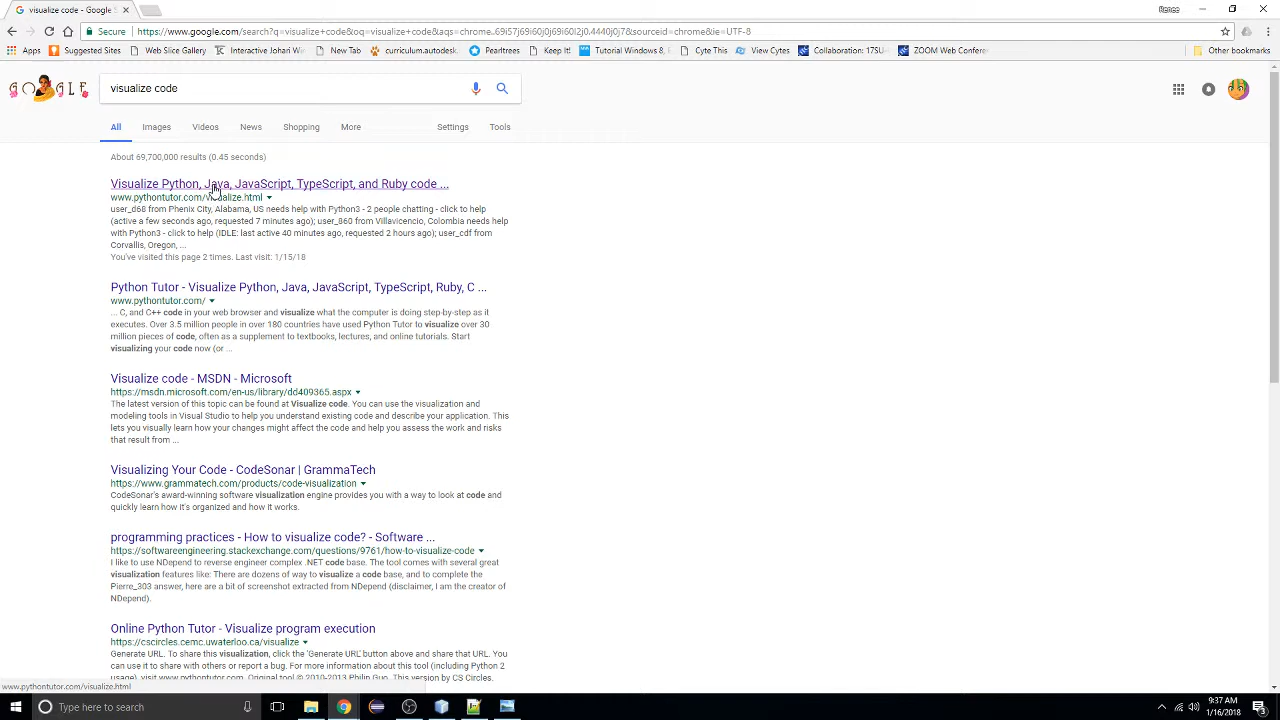 visualize code - Google S
Reese
Secure
https://www.google.com/search?q=visualize+code&oq=visualize+code&aqs=chrome..69i57j69i60j0j69i60l2j0.4440j0j7&sourceid=chrome&ie=UTF-8
Apps Suggested Sites Web Slice Gallery Interactive Johari Wi New Tab curriculum.autodesk. Pearltrees Keep It! Tutorial Windows 8, Cyte This View Cytes Collaboration: 17SU- ZOOM Web Confere Other bookmarks
GOOGLE
visualize code
All Images Videos News Shopping More Settings Tools
About 69,700,000 results (0.45 seconds)
Visualize Python, Java, JavaScript, TypeScript, and Ruby code ...
www.pythontutor.com/visualize.html
user_d68 from Phenix City, Alabama, US needs help with Python3 - 2 people chatting - click to help
(active a few seconds ago, requested 7 minutes ago); user_860 from Villavicencio, Colombia needs
help with Python3 - click to help (IDLE: last active 40 minutes ago, requested 2 hours ago); user_cdf from
Corvallis, Oregon, ...
You've visited this page 2 times. Last visit: 1/15/18
Python Tutor - Visualize Python, Java, JavaScript, TypeScript, Ruby, C ...
www.pythontutor.com/
... C, and C++ code in your web browser and visualize what the computer is doing step-by-step as it
executes. Over 3.5 million people in over 180 countries have used Python Tutor to visualize over 30
million pieces of code, often as a supplement to textbooks, lectures, and online tutorials. Start
visualizing your code now (or ...
Visualize code - MSDN - Microsoft
https://msdn.microsoft.com/en-us/library/dd409365.aspx
The latest version of this topic can be found at Visualize code. You can use the visualization and
modeling tools in Visual Studio to help you understand existing code and describe your application. This
lets you visually learn how your changes might affect the code and help you assess the work and risks
that result from ...
Visualizing Your Code - CodeSonar | GrammaTech
https://www.grammatech.com/products/code-visualization
CodeSonar's award-winning software visualization engine provides you with a way to look at code and
quickly learn how it's organized and how it works.
programming practices - How to visualize code? - Software ...
https://softwareengineering.stackexchange.com/questions/9761/how-to-visualize-code
I like to use NDepend to reverse engineer complex .NET code base. The tool comes with several great
visualization features like: There are dozens of way to visualize a code base, and to complete the
Pierre_303 answer, here are a bit of screenshot extracted from NDepend (disclaimer, I am the creator of
NDepend).
Online Python Tutor - Visualize program execution
https://cscircles.cemc.uwaterloo.ca/visualize
Generate URL. To share this visualization, click the 'Generate URL' button above and share that URL. You
can use it to share with others or report a bug. For more information about this tool (including Python 2
usage), visit www.pythontutor.com. Original tool © 2010-2013 Philip Guo. This version by CS Circles.
www.pythontutor.com/visualize.html
Type here to search
9:37 AM
1/16/2018